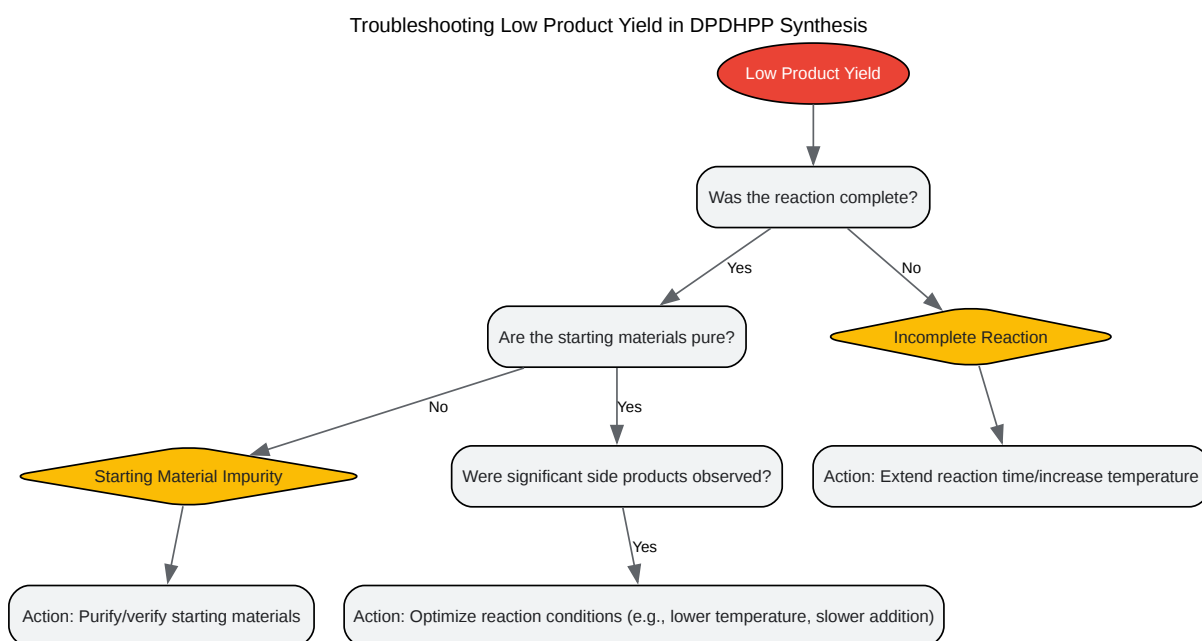 Troubleshooting Low Product Yield in DPDHPP Synthesis
Low Product Yield
Was the reaction complete?
Yes
No
Are the starting materials pure?
Incomplete Reaction
No
Yes
Starting Material Impurity
Were significant side products observed?
Action: Extend reaction time/increase temperature
Yes
Action: Purify/verify starting materials
Action: Optimize reaction conditions (e.g., lower temperature, slower addition)